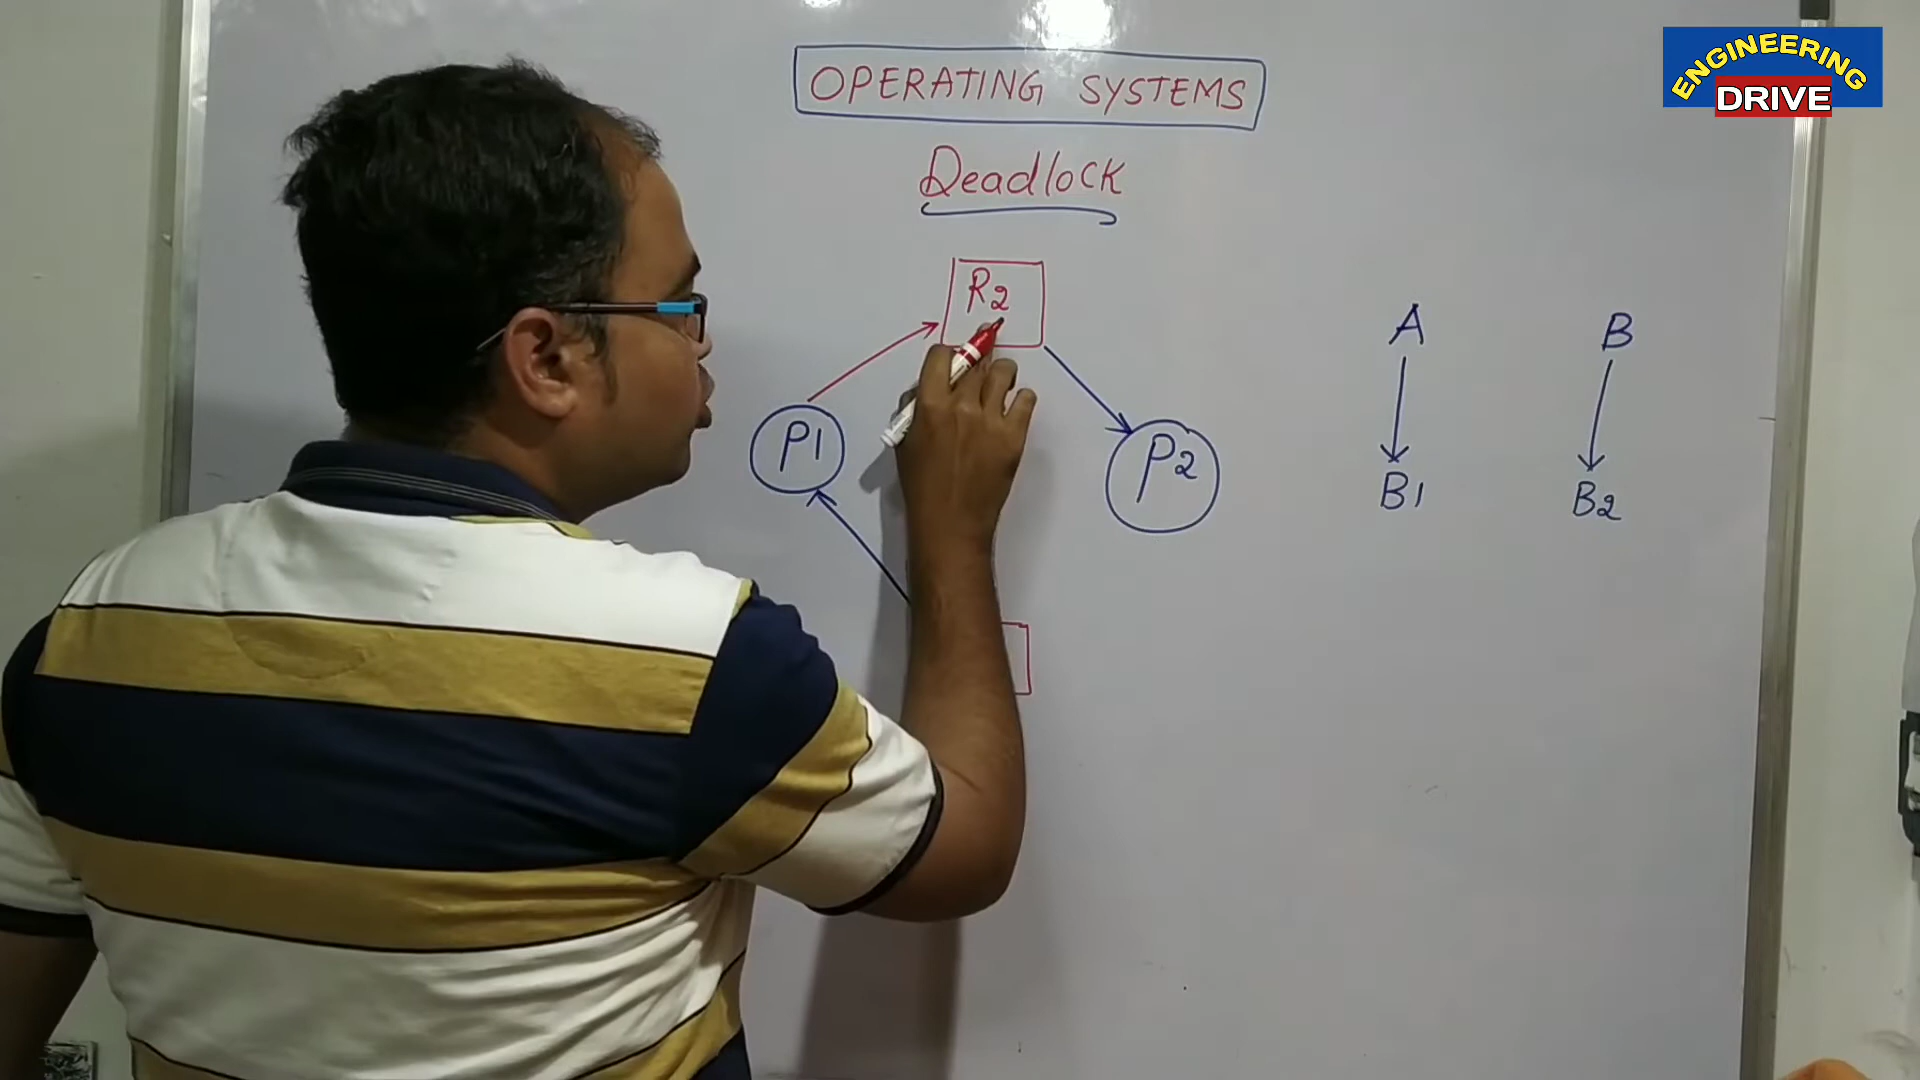 ENGINEERING
DRIVE
OPERATING SYSTEMS
Deadlock
R2
P1
P2
A B
B1 B2